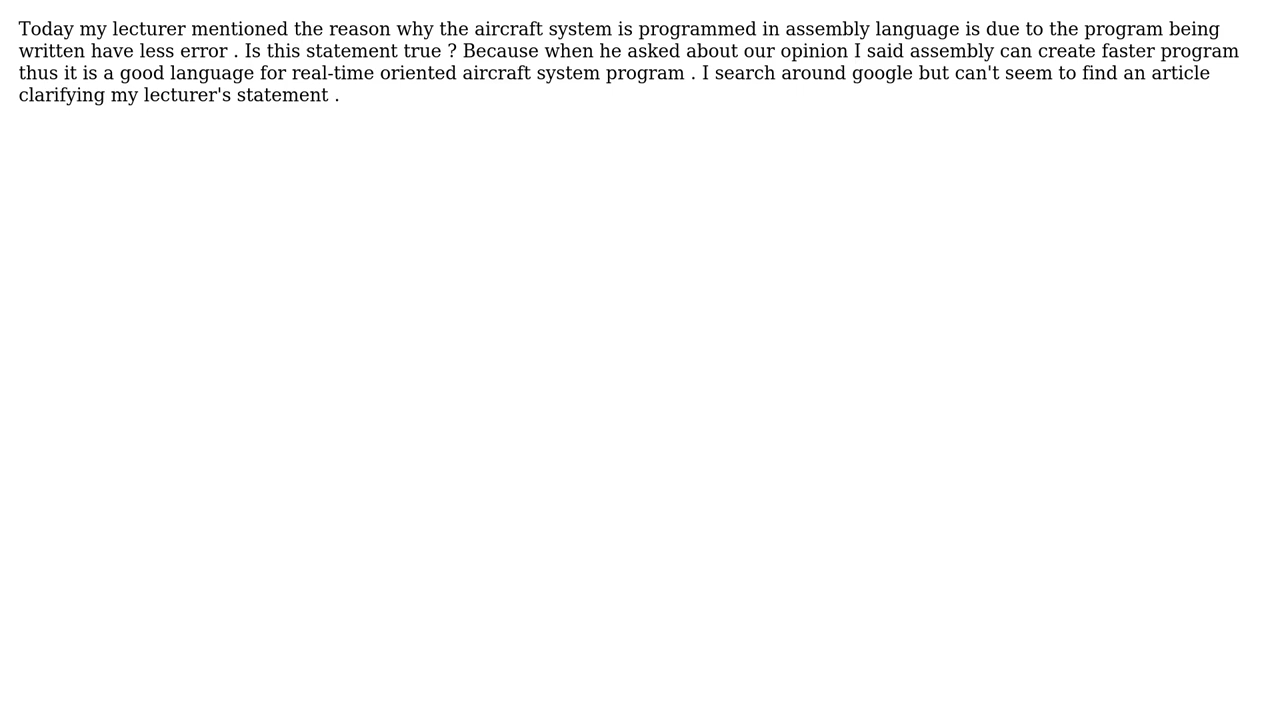 Today my lecturer mentioned the reason why the aircraft system is programmed in assembly language is due to the program being
written have less error . Is this statement true ? Because when he asked about our opinion I said assembly can create faster program
thus it is a good language for real-time oriented aircraft system program . I search around google but can't seem to find an article
clarifying my lecturer's statement .